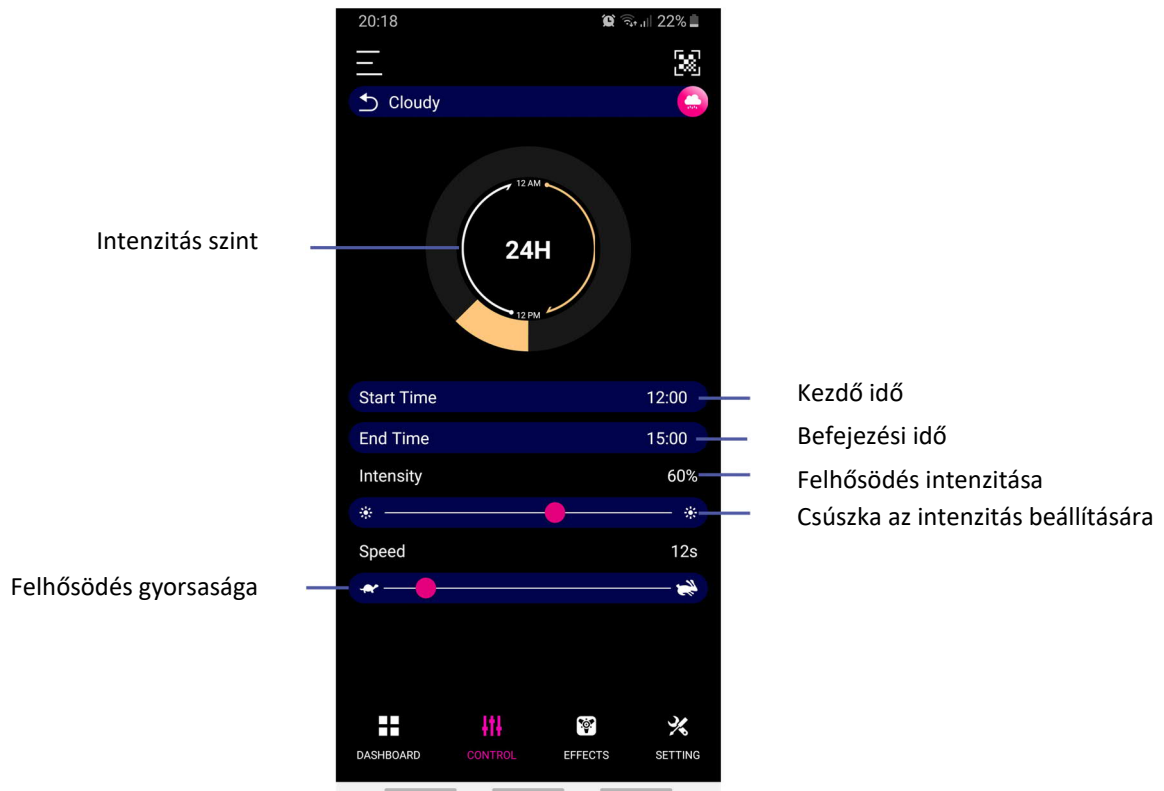 20:18 22%
Cloudy
12 AM
Intenzitás szint
24H
12 PM
Start Time 12:00
Kezdő idő
End Time 15:00
Befejezési idő
Intensity 60%
Felhősödés intenzitása
Csúszka az intenzitás beállítására
Speed 12s
Felhősödés gyorsasága
DASHBOARD CONTROL EFFECTS SETTING